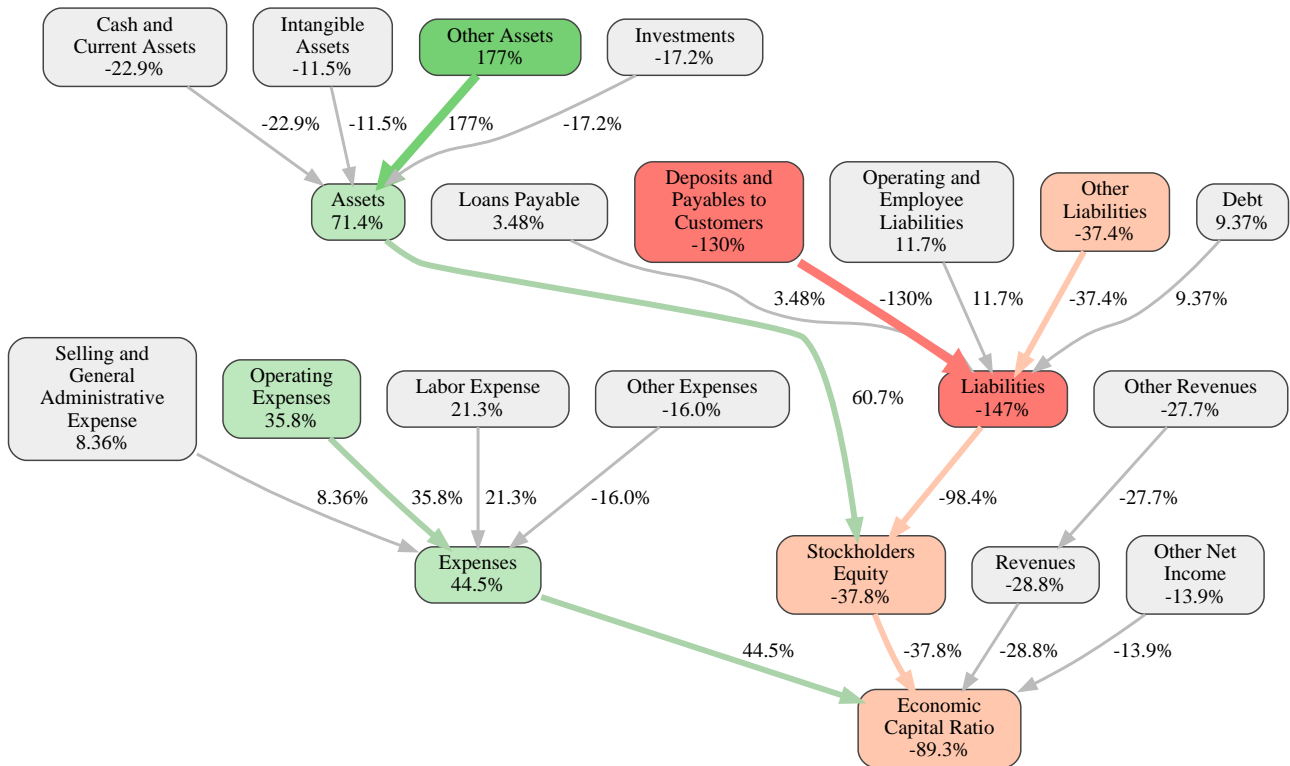 Cash and
Current Assets
-22.9%
Intangible
Assets
-11.5%
Other Assets
177%
Investments
-17.2%
-22.9%
-11.5%
177%
-17.2%
Assets
71.4%
Loans Payable
3.48%
Deposits and
Payables to
Customers
-130%
Operating and
Employee
Liabilities
11.7%
Other
Liabilities
-37.4%
Debt
9.37%
3.48%
-130%
11.7%
-37.4%
9.37%
Selling and
General
Administrative
Expense
8.36%
Operating
Expenses
35.8%
Labor Expense
21.3%
Other Expenses
-16.0%
60.7%
Liabilities
-147%
Other Revenues
-27.7%
8.36%
35.8%
21.3%
-16.0%
-98.4%
-27.7%
Expenses
44.5%
Stockholders
Equity
-37.8%
Revenues
-28.8%
Other Net
Income
-13.9%
44.5%
-37.8%
-28.8%
-13.9%
Economic
Capital Ratio
-89.3%